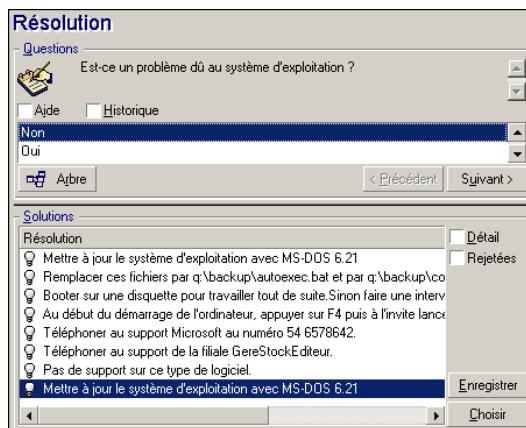 Résolution
Questions
Est-ce un problème dû au système d'exploitation ?
Aide Historique
Non
Oui
Arbre < Précédent Suivant >
Solutions
Résolution
Détail
Rejetées
Mettre à jour le système d'exploitation avec MS-DOS 6.21
Remplacer ces fichiers par q:\backup\autoexec.bat et par q:\backup\co
Booter sur une disquette pour travailler tout de suite.Sinon faire une interv
Au début du démarrage de l'ordinateur, appuyer sur F4 puis à l'invite lance
Téléphoner au support Microsoft au numéro 54 6578642.
Téléphoner au support de la filiale GereStockEditeur.
Pas de support sur ce type de logiciel.
Mettre à jour le système d'exploitation avec MS-DOS 6.21
Enregistrer
Choisir